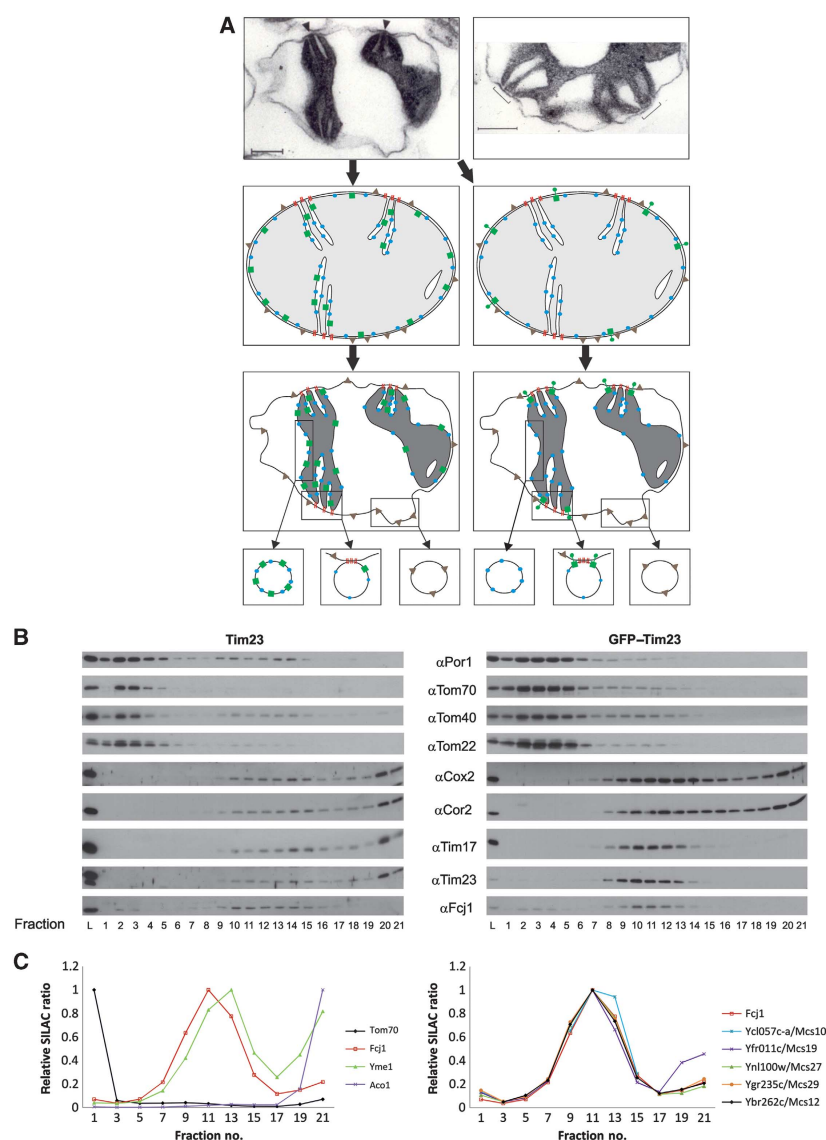 A
B
Tim23
GFP–Tim23
αPor1
αTom70
αTom40
αTom22
αCox2
αCor2
αTim17
αTim23
αFcj1
Fraction
L 1 2 3 4 5 6 7 8 9 10 11 12 13 14 15 16 17 18 19 20 21
L 1 2 3 4 5 6 7 8 9 10 11 12 13 14 15 16 17 18 19 20 21
C
Relative SILAC ratio
1.2
1
0.8
0.6
0.4
0.2
0
1 3 5 7 9 11 13 15 17 19 21
Fraction no.
Tom70
Fcj1
Yme1
Aco1
Relative SILAC ratio
1.2
1
0.8
0.6
0.4
0.2
0
1 3 5 7 9 11 13 15 17 19 21
Fraction no.
Fcj1
Ycl057c-a/Mcs10
Yfr011c/Mcs19
Ynl100w/Mcs27
Ygr235c/Mcs29
Ybr262c/Mcs12